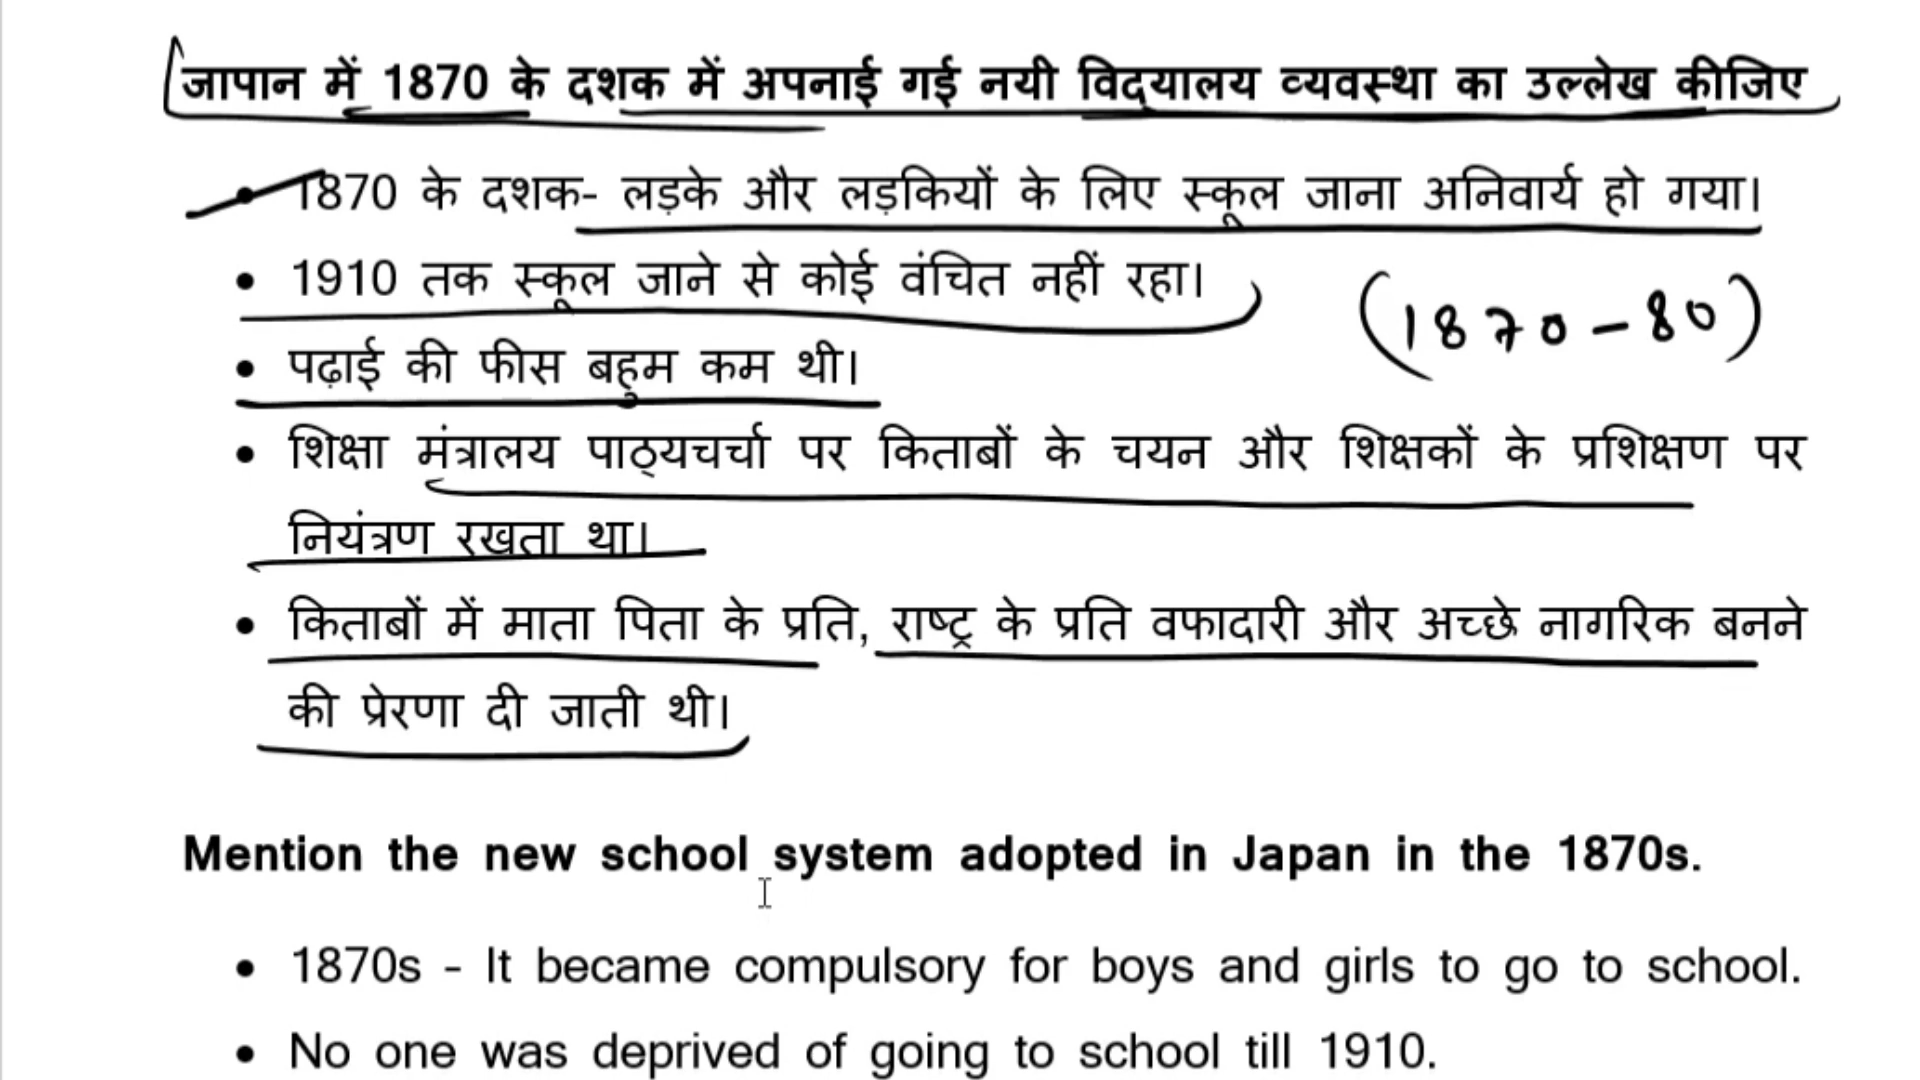 जापान में 1870 के दशक में अपनाई गई नयी विद्यालय व्यवस्था का उल्लेख कीजिए
• 1870 के दशक- लड़के और लड़कियों के लिए स्कूल जाना अनिवार्य हो गया।
• 1910 तक स्कूल जाने से कोई वंचित नहीं रहा।
(1870-80)
• पढ़ाई की फीस बहुम कम थी।
• शिक्षा मंत्रालय पाठ्यचर्चा पर किताबों के चयन और शिक्षकों के प्रशिक्षण पर
नियंत्रण रखता था।
• किताबों में माता पिता के प्रति, राष्ट्र के प्रति वफादारी और अच्छे नागरिक बनने
की प्रेरणा दी जाती थी।
Mention the new school system adopted in Japan in the 1870s.
• 1870s - It became compulsory for boys and girls to go to school.
• No one was deprived of going to school till 1910.